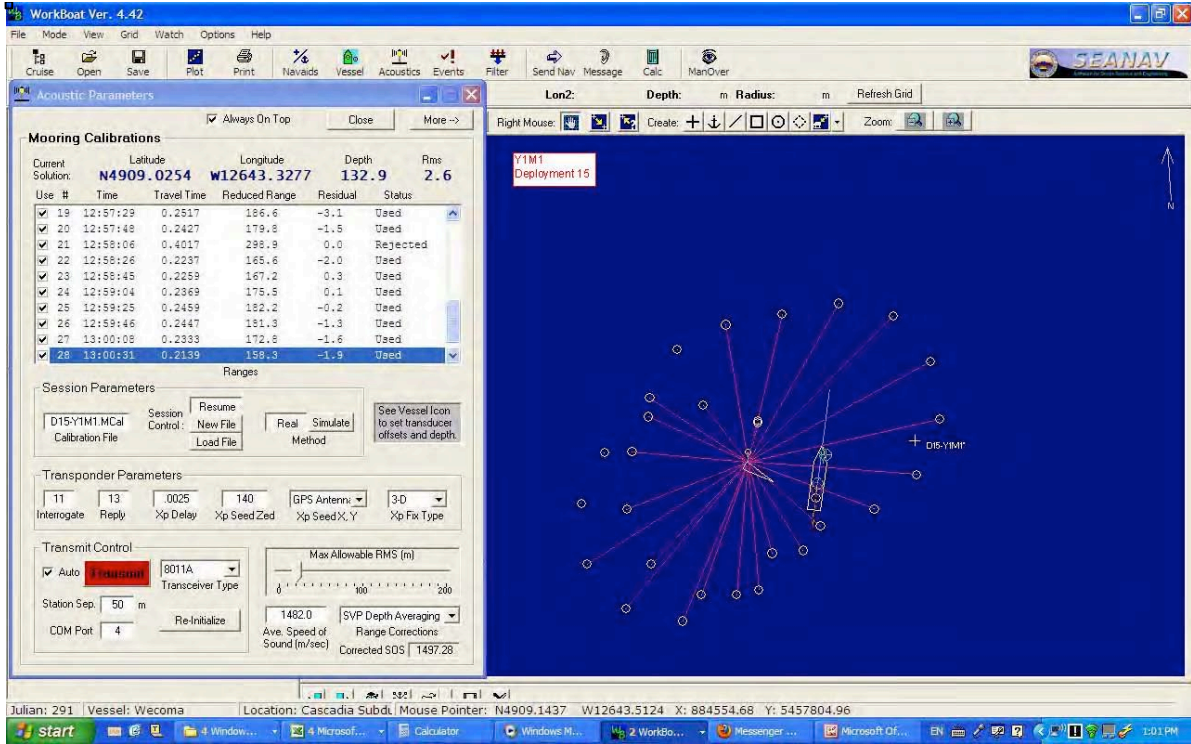 WorkBoat Ver. 4.42
File Mode View Grid Watch Options Help
Cruise Open Save Plot Print Navaids Vessel Acoustics Events Filter Send Nav Message Calc ManOver
SEANAV
Acoustic Parameters
Lon2: Depth: m Radius: m Refresh Grid
Always On Top Close More -->
Right Mouse: Create: Zoom:
Mooring Calibrations
Current Solution: Latitude Longitude Depth Rms
N4909.0254 W12643.3277 132.9 2.6
Use # Time Travel Time Reduced Range Residual Status
19 12:57:29 0.2517 186.6 -3.1 Used
20 12:57:48 0.2427 179.8 -1.5 Used
21 12:58:06 0.4017 298.9 0.0 Rejected
22 12:58:26 0.2237 165.6 -2.0 Used
23 12:58:45 0.2259 167.2 0.3 Used
24 12:59:04 0.2369 175.5 0.1 Used
25 12:59:25 0.2459 182.2 -0.2 Used
26 12:59:46 0.2447 181.3 -1.3 Used
27 13:00:08 0.2333 172.8 -1.6 Used
28 13:00:31 0.2139 158.3 -1.9 Used
Ranges
Session Parameters
D15-Y1M1.MCal
Calibration File
Session Control:
Resume
New File
Load File
Real Simulate
Method
See Vessel Icon
to set transducer
offsets and depth.
Transponder Parameters
11 13 .0025 140 GPS Antenn 3-D
Interrogate Reply Xp Delay Xp Seed Zed Xp Seed X, Y Xp Fix Type
Transmit Control
Auto Transmit 8011A
Transceiver Type
Station Sep. 50 m
COM Port 4
Re-Initialize
Max Allowable RMS (m)
0 100 200
1482.0 SVP Depth Averaging
Ave. Speed of Sound (m/sec) Range Corrections
Corrected SOS 1497.28
Y1M1
Deployment 15
N
D15-Y1M1"
Julian: 291 Vessel: Wecoma Location: Cascadia Subdu Mouse Pointer: N4909.1437 W12643.5124 X: 884554.68 Y: 5457804.96
start 4 Window... 4 Microsof... Calculator Windows M... 2 WorkBo... Messenger ... Microsoft Of... EN 1:01 PM